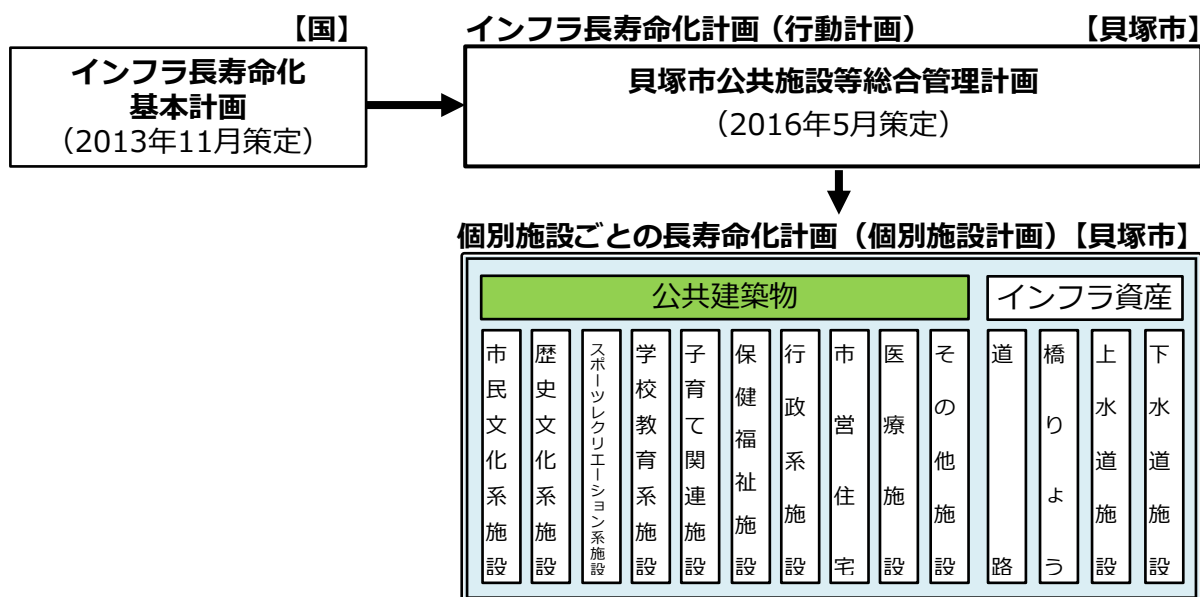 【国】
インフラ長寿命化
基本計画
（2013年11月策定）
インフラ長寿命化計画（行動計画）
【貝塚市】
貝塚市公共施設等総合管理計画
（2016年5月策定）
個別施設ごとの長寿命化計画（個別施設計画）【貝塚市】
公共建築物
インフラ資産
市民文化系施設
歴史文化系施設
スポーツレクリエーション系施設
学校教育系施設
子育て関連施設
保健福祉施設
行政系施設
市営住宅
医療施設
その他施設
道路
橋りょう
上水道施設
下水道施設